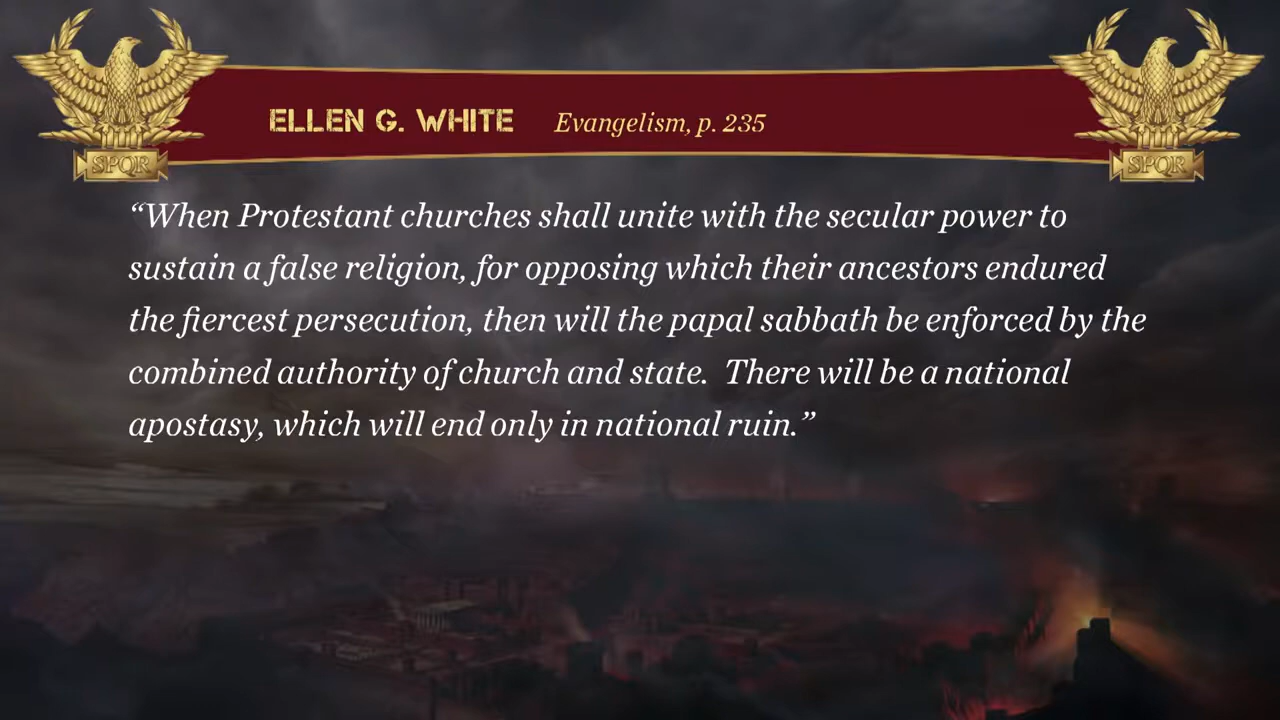 ELLEN G. WHITE Evangelism, p. 235
SPQR SPQR
“When Protestant churches shall unite with the secular power to
sustain a false religion, for opposing which their ancestors endured
the fiercest persecution, then will the papal sabbath be enforced by the
combined authority of church and state.  There will be a national
apostasy, which will end only in national ruin.”